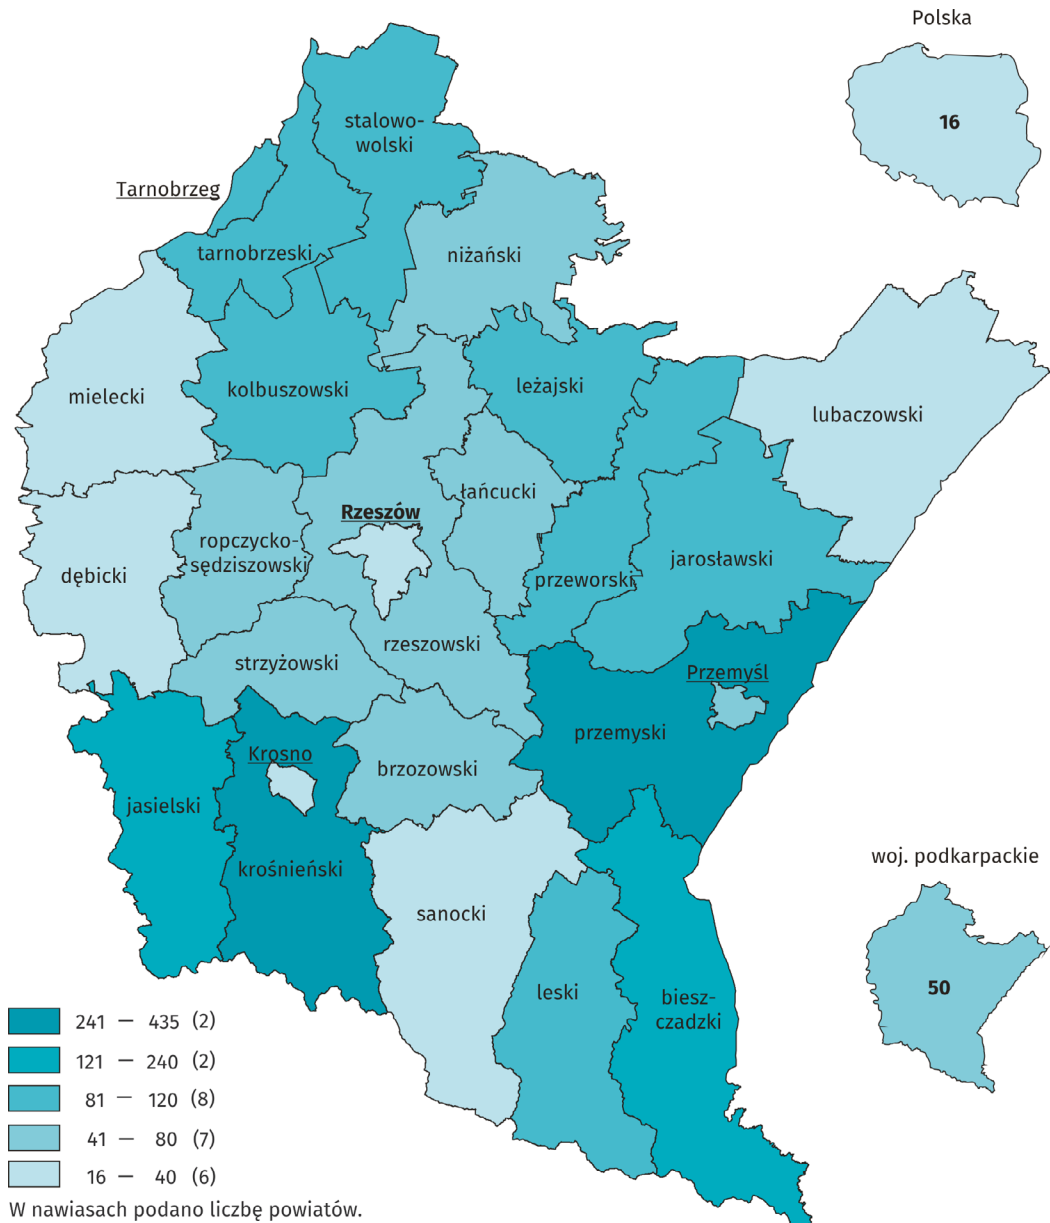 Polska
16
stalowo-
wolski
Tarnobrzeg
tarnobrzeski
niżański
mielecki
kolbuszowski
leżajski
lubaczowski
łańcucki
Rzeszów
ropczycko-
sędziszowski
dębicki
przeworski
jarosławski
rzeszowski
strzyżowski
Przemyśl
przemyski
Krosno
brzozowski
jasielski
krośnieński
sanocki
leski
biesz-
czadzki
woj. podkarpackie
50
241 – 435 (2)
121 – 240 (2)
81 – 120 (8)
41 – 80 (7)
16 – 40 (6)
W nawiasach podano liczbę powiatów.